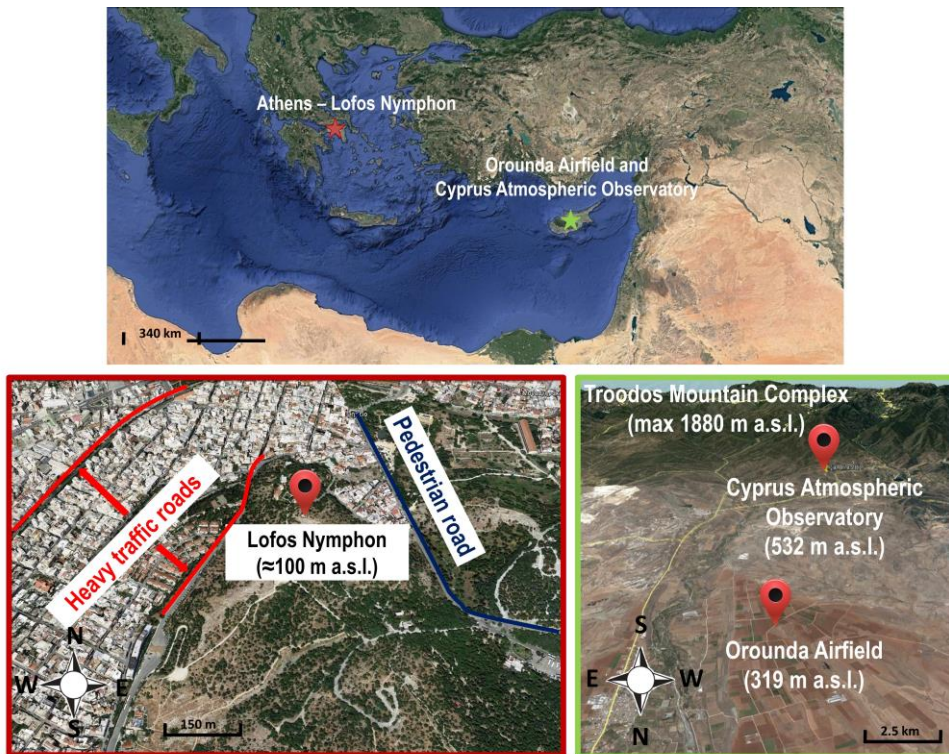 Athens – Lofos Nymphon
Orounda Airfield and
Cyprus Atmospheric Observatory
340 km
Heavy traffic roads
Pedestrian road
Lofos Nymphon
(≈100 m a.s.l.)
N
W
E
S
150 m
Troodos Mountain Complex
(max 1880 m a.s.l.)
Cyprus Atmospheric
Observatory
(532 m a.s.l.)
Orounda Airfield
(319 m a.s.l.)
S
E
W
N
2.5 km